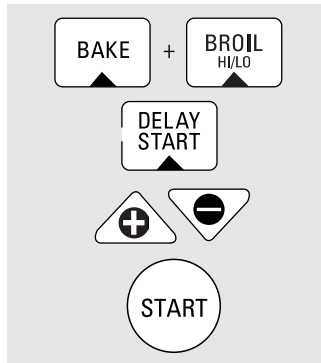 BAKE + BROIL
HI/LO
DELAY
START
+ −
START